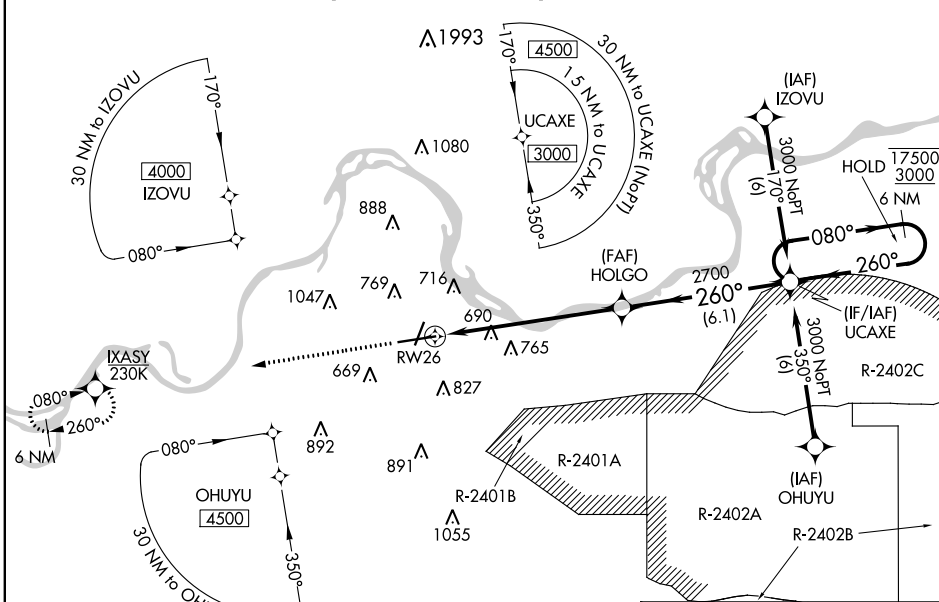 1993
170°
4500
30 NM to UCAXE (NoPT)
15 NM to UCAXE
UCAXE
3000
350°
(IAF)
IZOVU
30 NM to IZOVU
170°
4000
IZOVU
080°
1080
888
3000 NoPT
170°
(6)
HOLD
17500
3000
6 NM
080°
260°
(FAF)
HOLGO
2700
260°
(6.1)
(IF/IAF)
UCAXE
1047
769
716
690
765
RW26
669
827
IXASY
230K
080°
260°
6 NM
3000 NoPT
350°
(6)
R-2402C
892
891
R-2401A
R-2401B
(IAF)
OHUYU
R-2402A
R-2402B
1055
080°
OHUYU
4500
350°
30 NM to OH